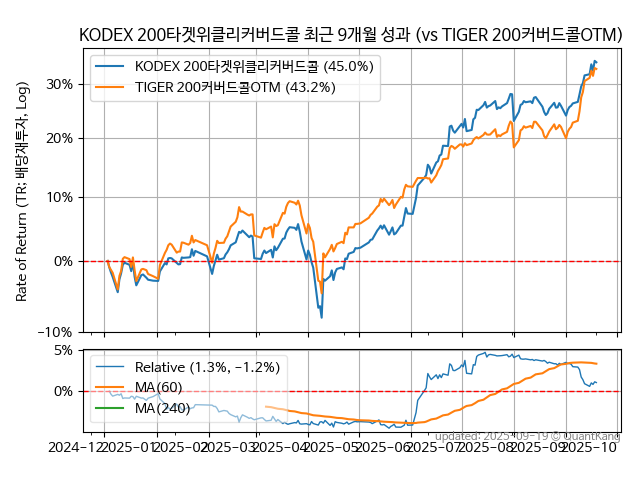 KODEX 200타겟위클리커버드콜 최근 9개월 성과 (vs TIGER 200커버드콜OTM)
Rate of Return (TR: 배당재투자, Log)
KODEX 200타겟위클리커버드콜 (45.0%)
TIGER 200커버드콜OTM (43.2%)
30%
20%
10%
0%
−10%
5%
0%
Relative (1.3%, −1.2%)
MA(60)
MA(240)
updated: 2025-09-19 © QuantKang
2024-12 2025-01 2025-02 2025-03 2025-04 2025-05 2025-06 2025-07 2025-08 2025-09 2025-10